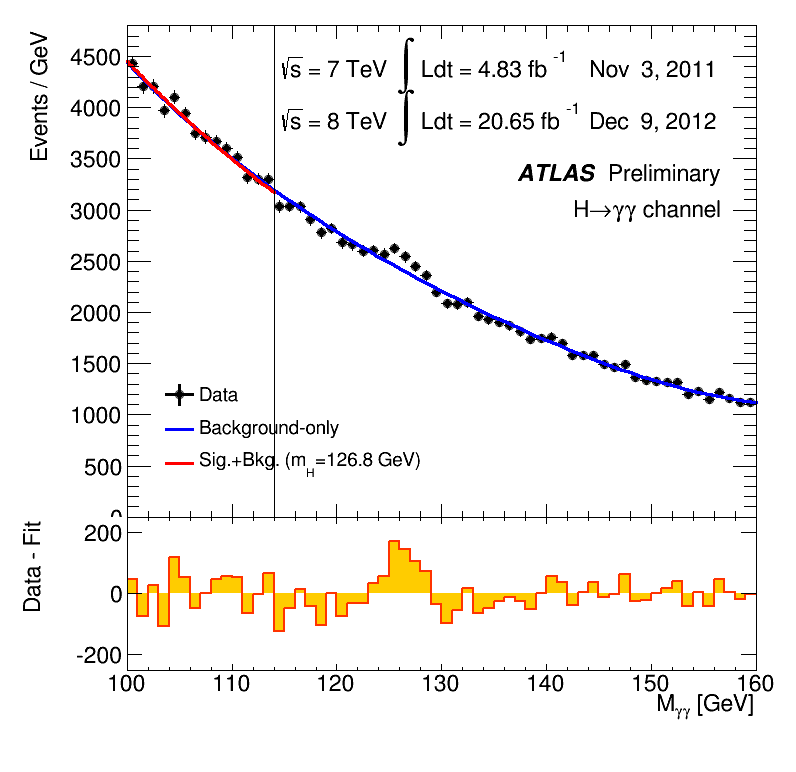 Events / GeV
4500
4000
3500
3000
2500
2000
1500
1000
500
0
√s = 7 TeV ∫ Ldt = 4.83 fb⁻¹ Nov 3, 2011
√s = 8 TeV ∫ Ldt = 20.65 fb⁻¹ Dec 9, 2012
ATLAS Preliminary
H→γγ channel
Data
Background-only
Sig.+Bkg. (m_H=126.8 GeV)
Data - Fit
200
0
-200
100 110 120 130 140 150 160
M_γγ [GeV]